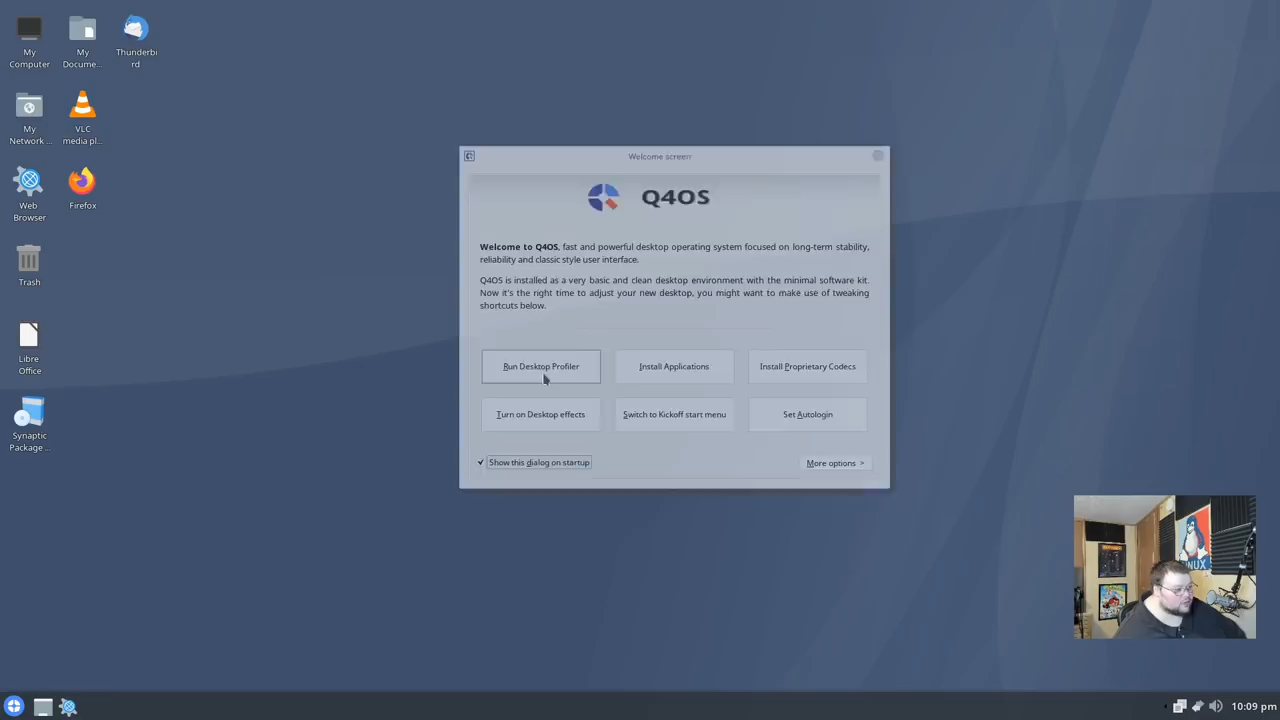 My
Computer
My
Docume...
Thunderbi
rd
My
Network ...
VLC
media pl...
Web
Browser
Firefox
Trash
Libre
Office
Synaptic
Package ...
Welcome screen
Q4OS
Welcome to Q4OS, fast and powerful desktop operating system focused on long-term stability,
reliability and classic style user interface.
Q4OS is installed as a very basic and clean desktop environment with the minimal software kit.
Now it's the right time to adjust your new desktop, you might want to make use of tweaking
shortcuts below.
Run Desktop Profiler
Install Applications
Install Proprietary Codecs
Turn on Desktop effects
Switch to Kickoff start menu
Set Autologin
Show this dialog on startup
More options >
LINUX
10:09 pm